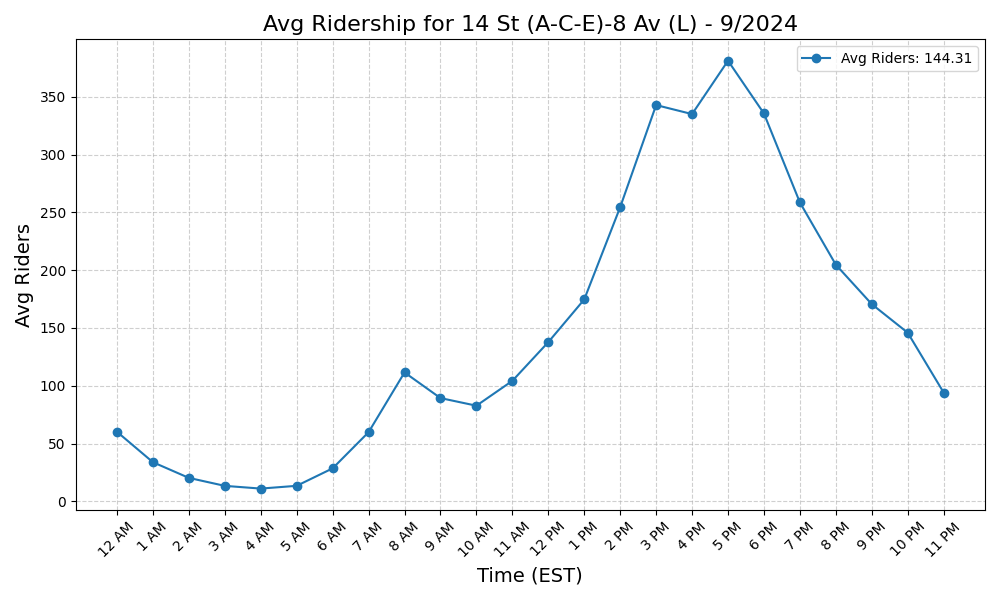 Avg Ridership for 14 St (A-C-E)-8 Av (L) - 9/2024
Avg Riders: 144.31
Avg Riders
350
300
250
200
150
100
50
0
12 AM
1 AM
2 AM
3 AM
4 AM
5 AM
6 AM
7 AM
8 AM
9 AM
10 AM
11 AM
12 PM
1 PM
2 PM
3 PM
4 PM
5 PM
6 PM
7 PM
8 PM
9 PM
10 PM
11 PM
Time (EST)